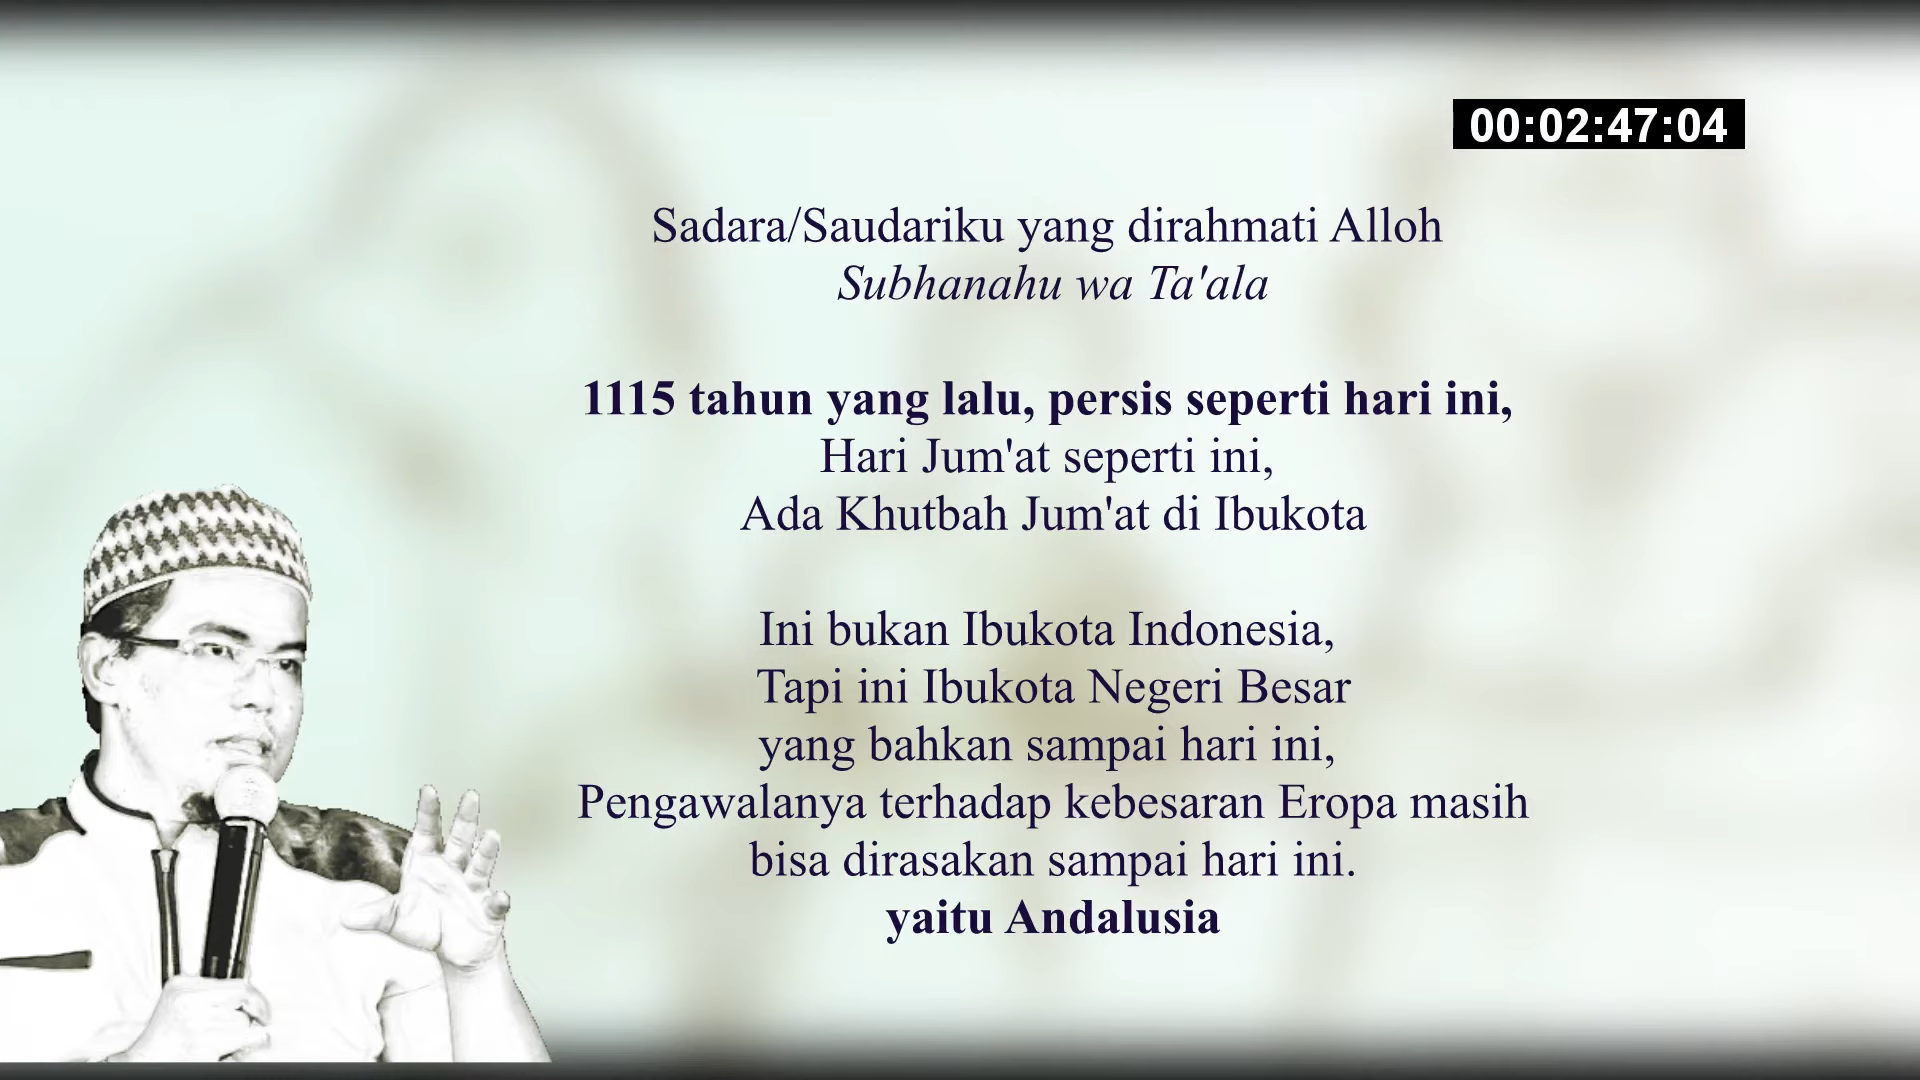 00:02:47:04
Sadara/Saudariku yang dirahmati Alloh
Subhanahu wa Ta'ala
1115 tahun yang lalu, persis seperti hari ini,
Hari Jum'at seperti ini,
Ada Khutbah Jum'at di Ibukota
Ini bukan Ibukota Indonesia,
Tapi ini Ibukota Negeri Besar
yang bahkan sampai hari ini,
Pengawalanya terhadap kebesaran Eropa masih
bisa dirasakan sampai hari ini.
yaitu Andalusia